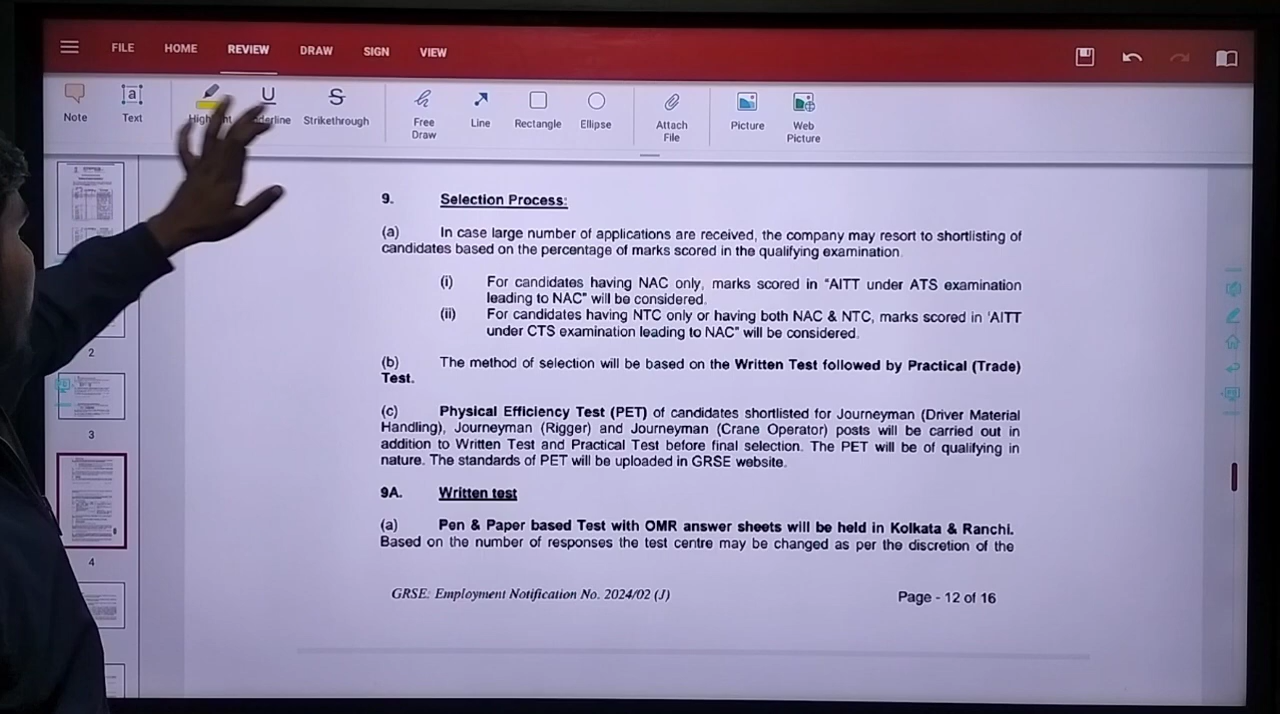 FILE HOME REVIEW DRAW SIGN VIEW
Note Text Strikethrough Free Draw Line Rectangle Ellipse Attach File Picture Web Picture
9. Selection Process:
(a) In case large number of applications are received, the company may resort to shortlisting of
candidates based on the percentage of marks scored in the qualifying examination.
(i) For candidates having NAC only, marks scored in "AITT under ATS examination
leading to NAC" will be considered.
(ii) For candidates having NTC only or having both NAC & NTC, marks scored in 'AITT
under CTS examination leading to NAC" will be considered.
(b) The method of selection will be based on the Written Test followed by Practical (Trade)
Test.
(c) Physical Efficiency Test (PET) of candidates shortlisted for Journeyman (Driver Material
Handling), Journeyman (Rigger) and Journeyman (Crane Operator) posts will be carried out in
addition to Written Test and Practical Test before final selection. The PET will be of qualifying in
nature. The standards of PET will be uploaded in GRSE website.
9A. Written test
(a) Pen & Paper based Test with OMR answer sheets will be held in Kolkata & Ranchi.
Based on the number of responses the test centre may be changed as per the discretion of the
GRSE: Employment Notification No. 2024/02 (J) Page - 12 of 16
2
3
4